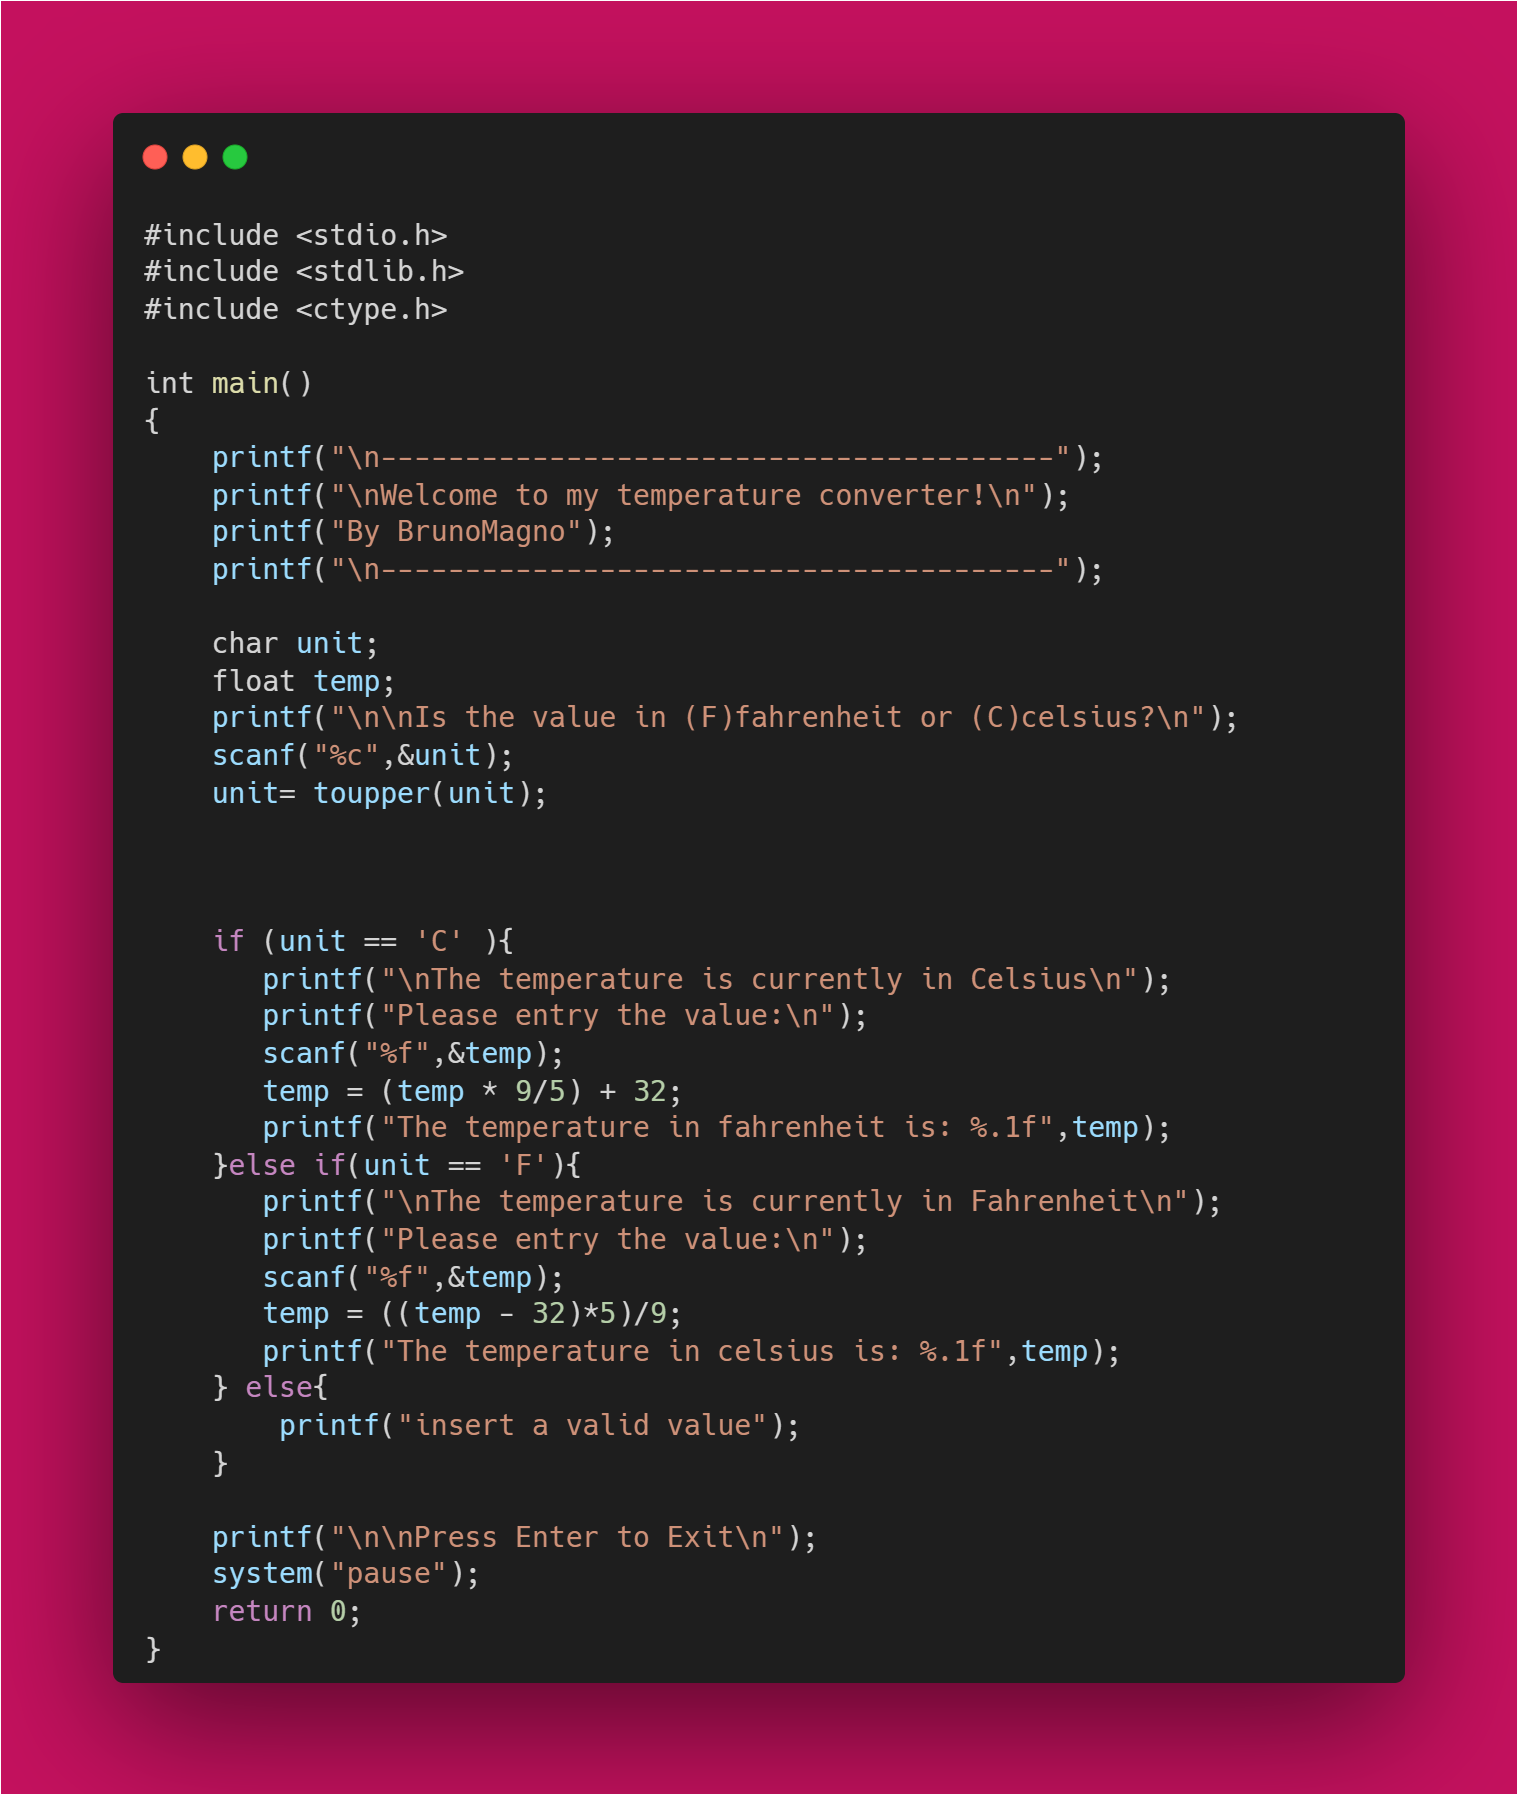 #include <stdio.h>
#include <stdlib.h>
#include <ctype.h>

int main()
{
    printf("\n----------------------------------------");
    printf("\nWelcome to my temperature converter!\n");
    printf("By BrunoMagno");
    printf("\n----------------------------------------");

    char unit;
    float temp;
    printf("\n\nIs the value in (F)fahrenheit or (C)celsius?\n");
    scanf("%c",&unit);
    unit= toupper(unit);



    if (unit == 'C' ){
       printf("\nThe temperature is currently in Celsius\n");
       printf("Please entry the value:\n");
       scanf("%f",&temp);
       temp = (temp * 9/5) + 32;
       printf("The temperature in fahrenheit is: %.1f",temp);
    }else if(unit == 'F'){
       printf("\nThe temperature is currently in Fahrenheit\n");
       printf("Please entry the value:\n");
       scanf("%f",&temp);
       temp = ((temp - 32)*5)/9;
       printf("The temperature in celsius is: %.1f",temp);
    } else{
        printf("insert a valid value");
    }

    printf("\n\nPress Enter to Exit\n");
    system("pause");
    return 0;
}